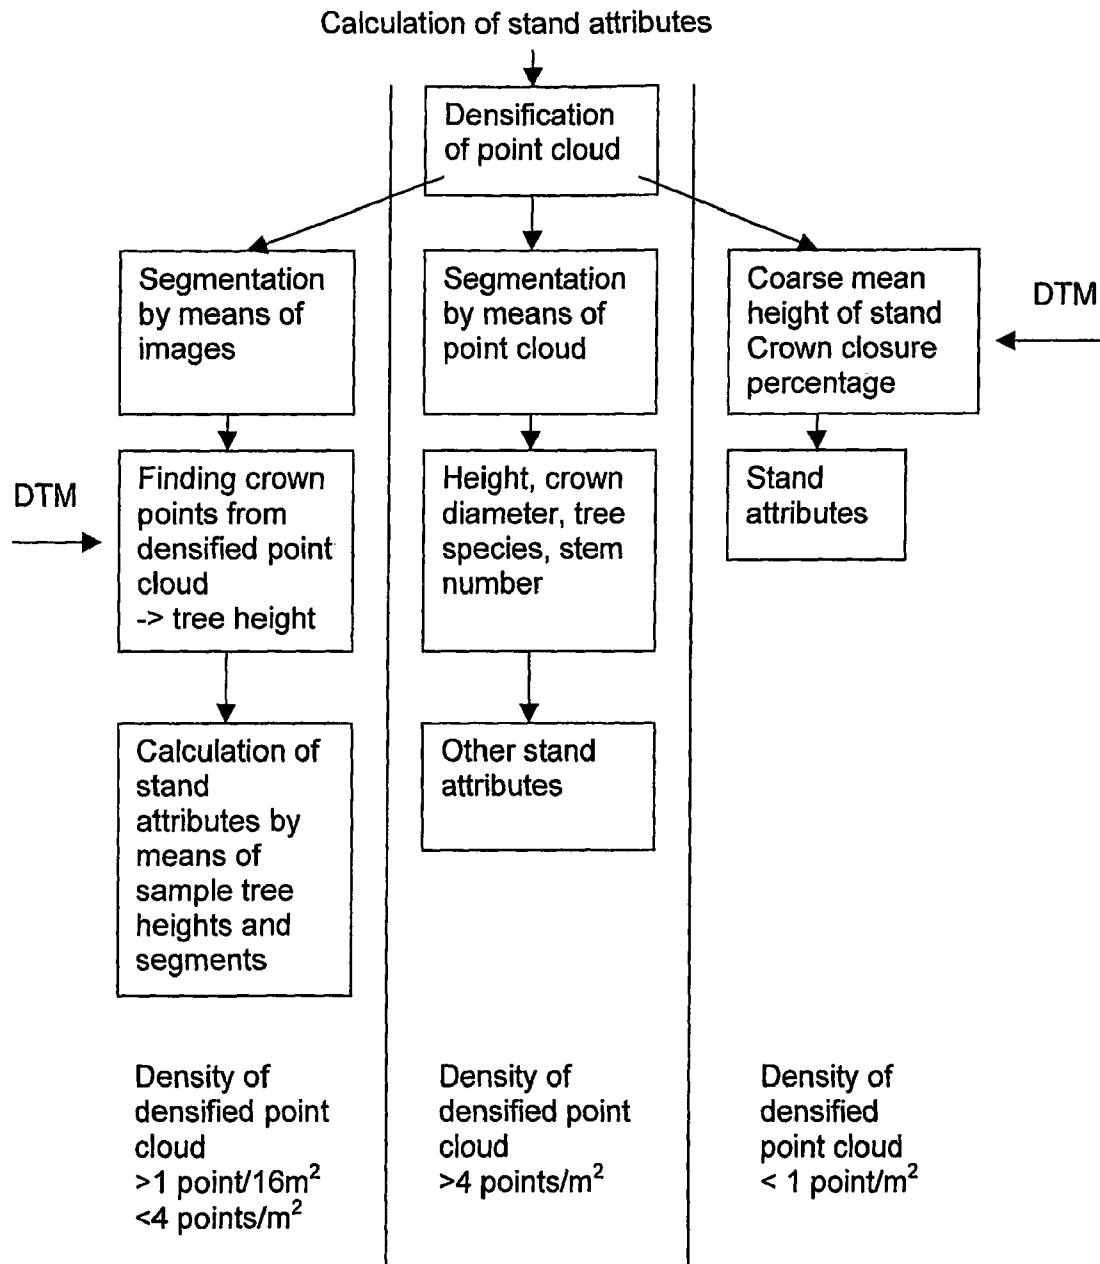 Calculation of stand attributes
Densification
of point cloud
Segmentation
by means of
images
Segmentation
by means of
point cloud
Coarse mean
height of stand
Crown closure
percentage
DTM
DTM
Finding crown
points from
densified point
cloud
-> tree height
Height, crown
diameter, tree
species, stem
number
Stand
attributes
Calculation of
stand
attributes by
means of
sample tree
heights and
segments
Other stand
attributes
Density of
densified point
cloud
>1 point/16m²
<4 points/m²
Density of
densified point
cloud
>4 points/m²
Density of
densified
point cloud
< 1 point/m²